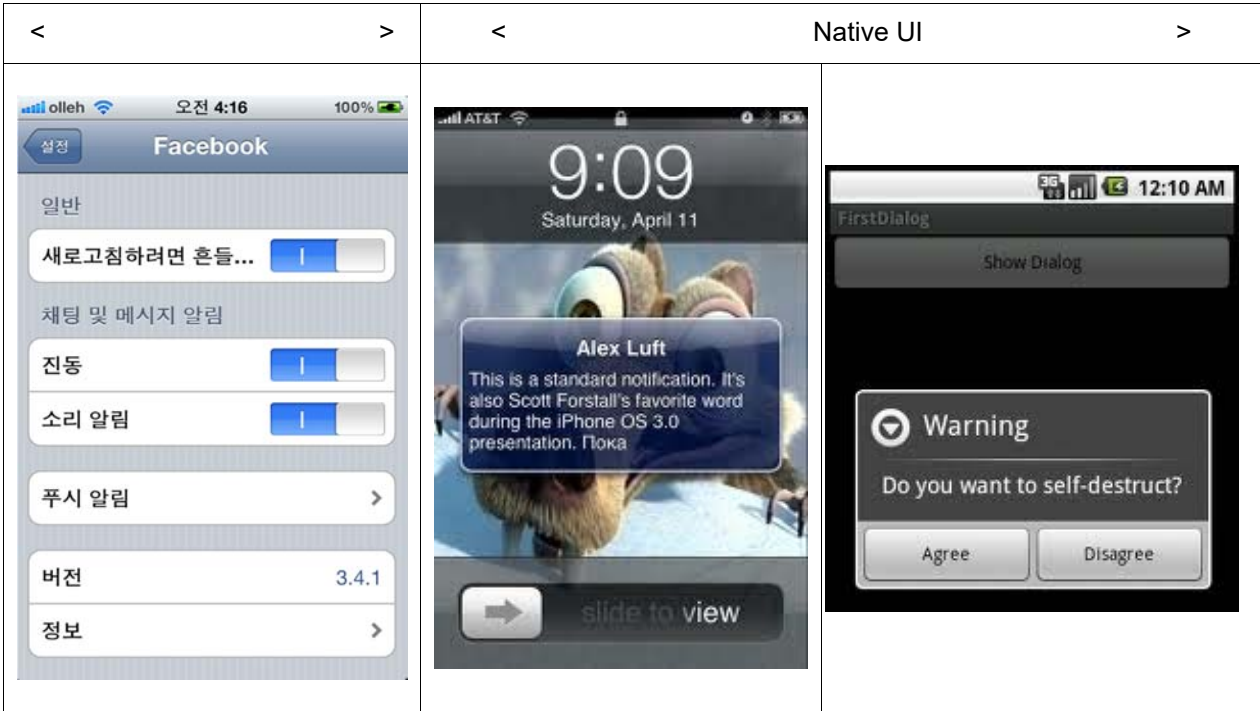 < >
< Native UI >
olleh 오전 4:16 100%
설정 Facebook
일반
새로고침하려면 흔들...
채팅 및 메시지 알림
진동
소리 알림
푸시 알림 >
버전 3.4.1
정보 >
AT&T
9:09
Saturday, April 11
Alex Luft
This is a standard notification. It's
also Scott Forstall's favorite word
during the iPhone OS 3.0
presentation. Пока
slide to view
3G 12:10 AM
FirstDialog
Show Dialog
Warning
Do you want to self-destruct?
Agree Disagree